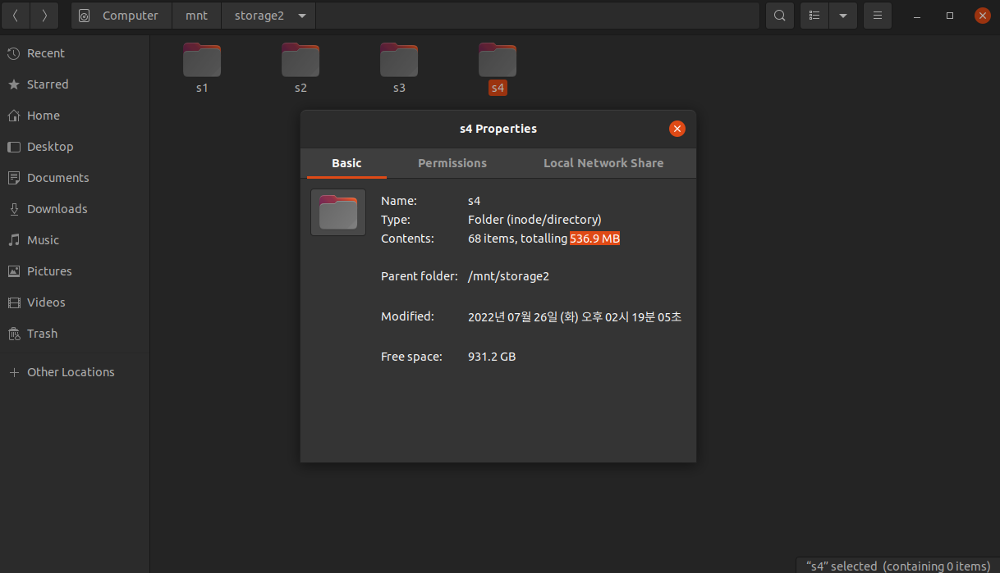 Computer mnt storage2
Recent
Starred
Home
Desktop
Documents
Downloads
Music
Pictures
Videos
Trash
Other Locations
s1 s2 s3 s4
s4 Properties
Basic Permissions Local Network Share
Name: s4
Type: Folder (inode/directory)
Contents: 68 items, totalling 536.9 MB
Parent folder: /mnt/storage2
Modified: 2022년 07월 26일 (화) 오후 02시 19분 05초
Free space: 931.2 GB
“s4” selected (containing 0 items)